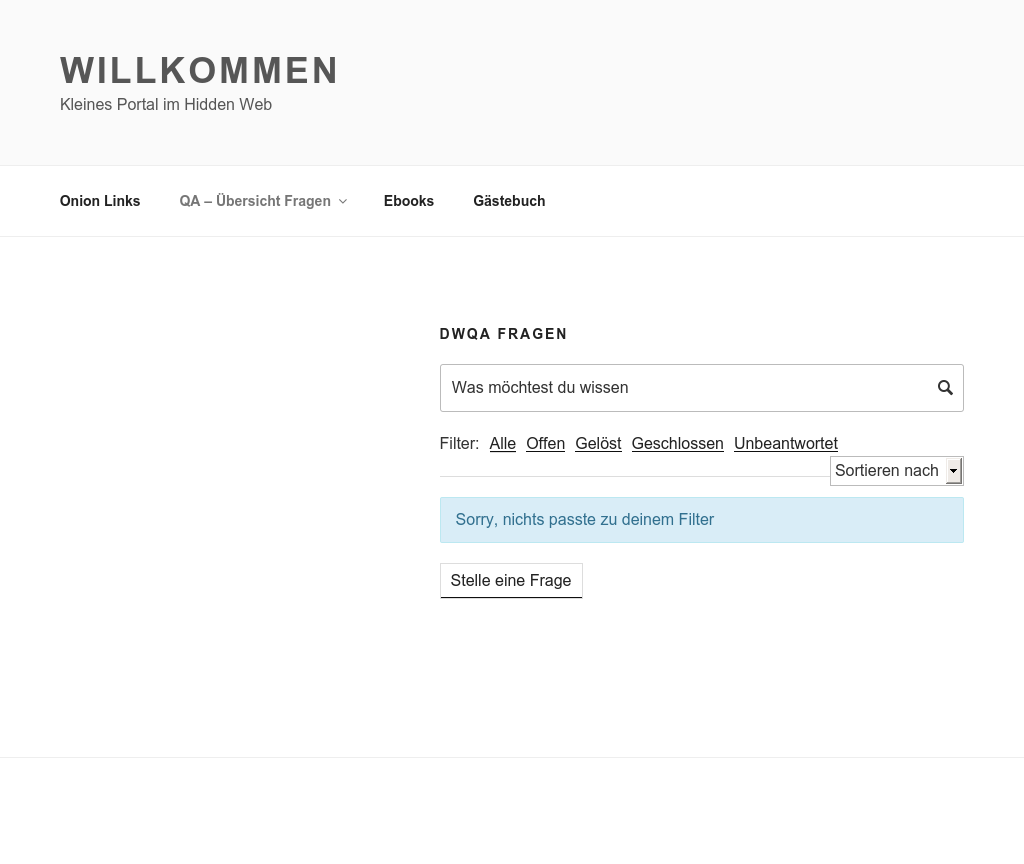 WILLKOMMEN
Kleines Portal im Hidden Web
Onion Links QA – Übersicht Fragen Ebooks Gästebuch
DWQA FRAGEN
Was möchtest du wissen
Filter: Alle Offen Gelöst Geschlossen Unbeantwortet
Sortieren nach
Sorry, nichts passte zu deinem Filter
Stelle eine Frage